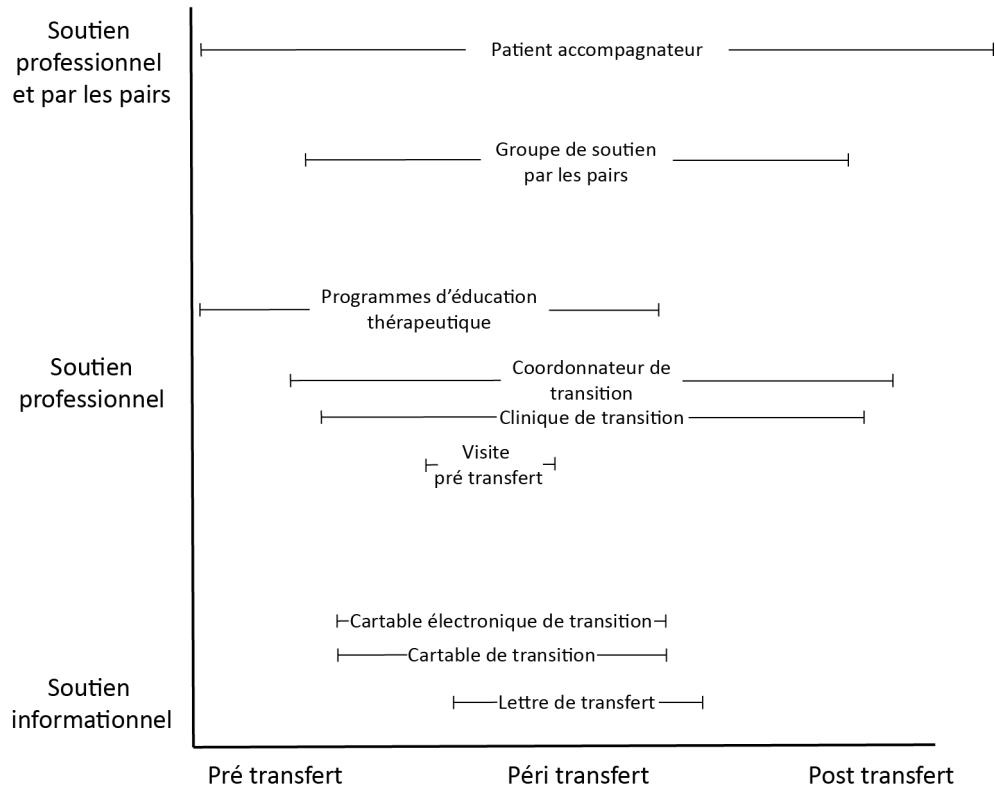 Soutien
professionnel
et par les pairs
Patient accompagnateur
Groupe de soutien
par les pairs
Programmes d'éducation
thérapeutique
Soutien
professionnel
Coordonnateur de
transition
Clinique de transition
Visite
pré transfert
Cartable électronique de transition
Cartable de transition
Soutien
informationnel
Lettre de transfert
Pré transfert
Péri transfert
Post transfert